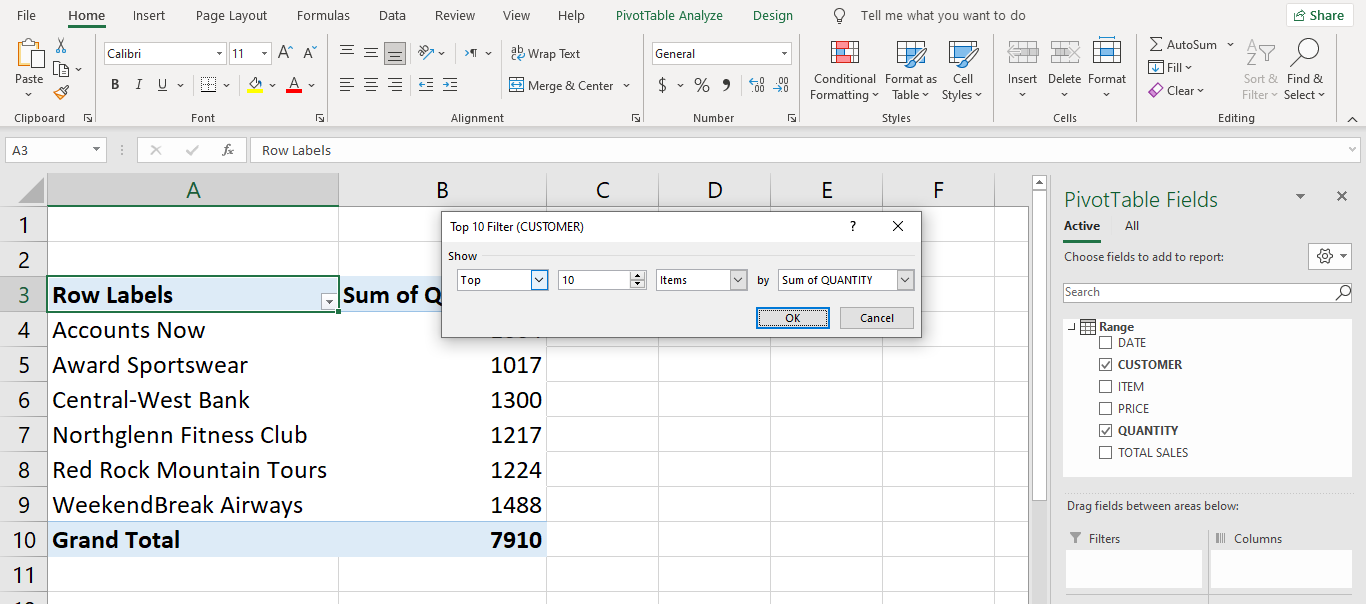 File Home Insert Page Layout Formulas Data Review View Help PivotTable Analyze Design Tell me what you want to do Share
Calibri 11 A A ab Wrap Text General AutoSum
Paste B I U A Merge & Center $ % , Conditional Formatting Format as Table Cell Styles Insert Delete Format Fill Clear Sort & Filter Find & Select
Clipboard Font Alignment Number Styles Cells Editing
A3 fx Row Labels
A B C D E F
1
2
3 Row Labels Sum of Q
4 Accounts Now
5 Award Sportswear 1017
6 Central-West Bank 1300
7 Northglenn Fitness Club 1217
8 Red Rock Mountain Tours 1224
9 WeekendBreak Airways 1488
10 Grand Total 7910
11
Top 10 Filter (CUSTOMER) ?
Show
Top 10 Items by Sum of QUANTITY
OK Cancel
PivotTable Fields
Active All
Choose fields to add to report:
Search
Range
DATE
CUSTOMER
ITEM
PRICE
QUANTITY
TOTAL SALES
Drag fields between areas below:
Filters Columns